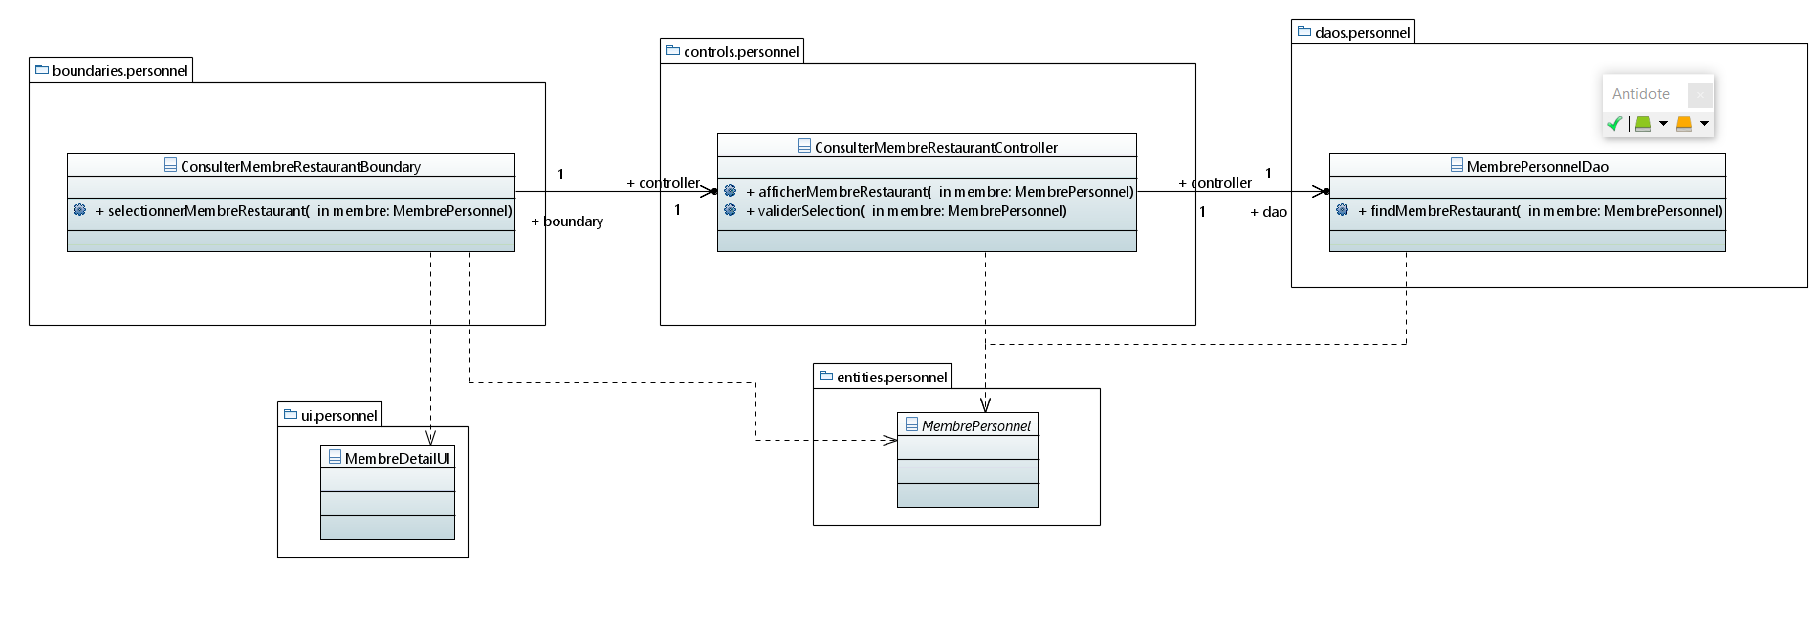 boundaries.personnel
ConsulterMembreRestaurantBoundary
+ selectionnerMembreRestaurant( in membre: MembrePersonnel)
1
+ controller
1
+ boundary
controls.personnel
ConsulterMembreRestaurantController
+ afficherMembreRestaurant( in membre: MembrePersonnel)
+ validerSelection( in membre: MembrePersonnel)
1
+ controller
1
+ dao
daos.personnel
Antidote
MembrePersonnelDao
+ findMembreRestaurant( in membre: MembrePersonnel)
ui.personnel
MembreDetailUI
entities.personnel
MembrePersonnel